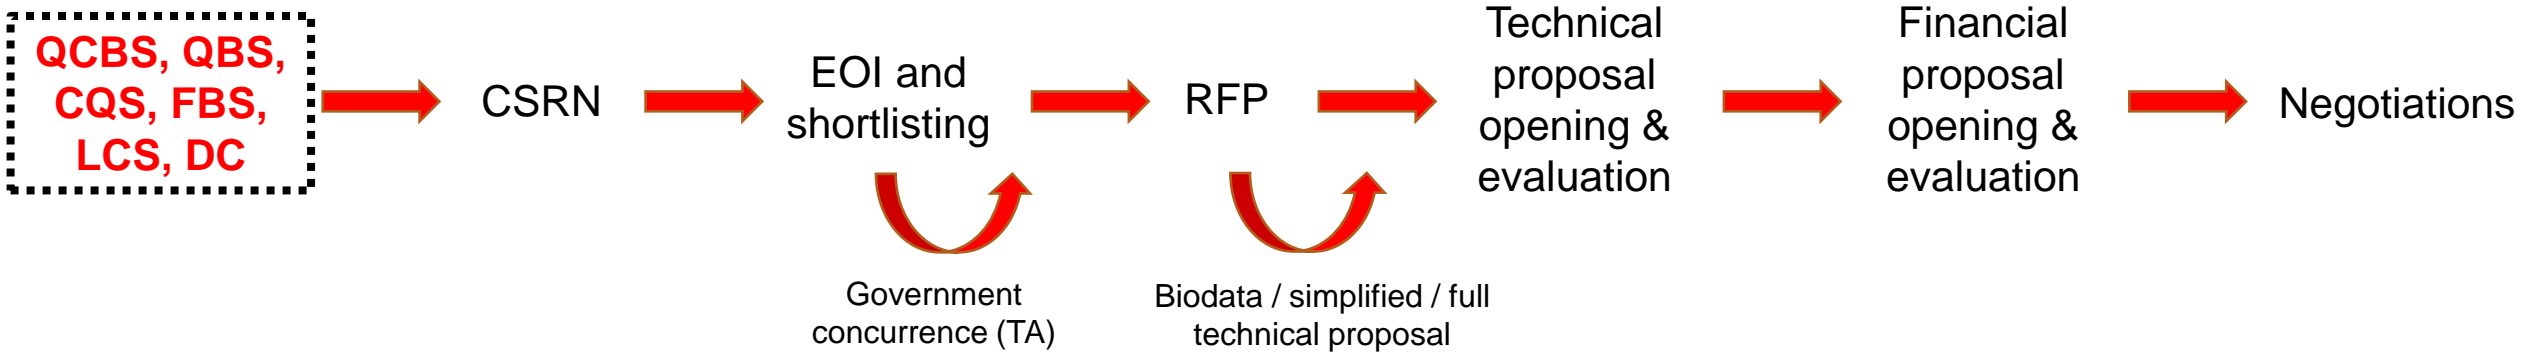 QCBS, QBS,
CQS, FBS,
LCS, DC
CSRN
EOI and
shortlisting
RFP
Technical
proposal
opening &
evaluation
Financial
proposal
opening &
evaluation
Negotiations
Government
concurrence (TA)
Biodata / simplified / full
technical proposal